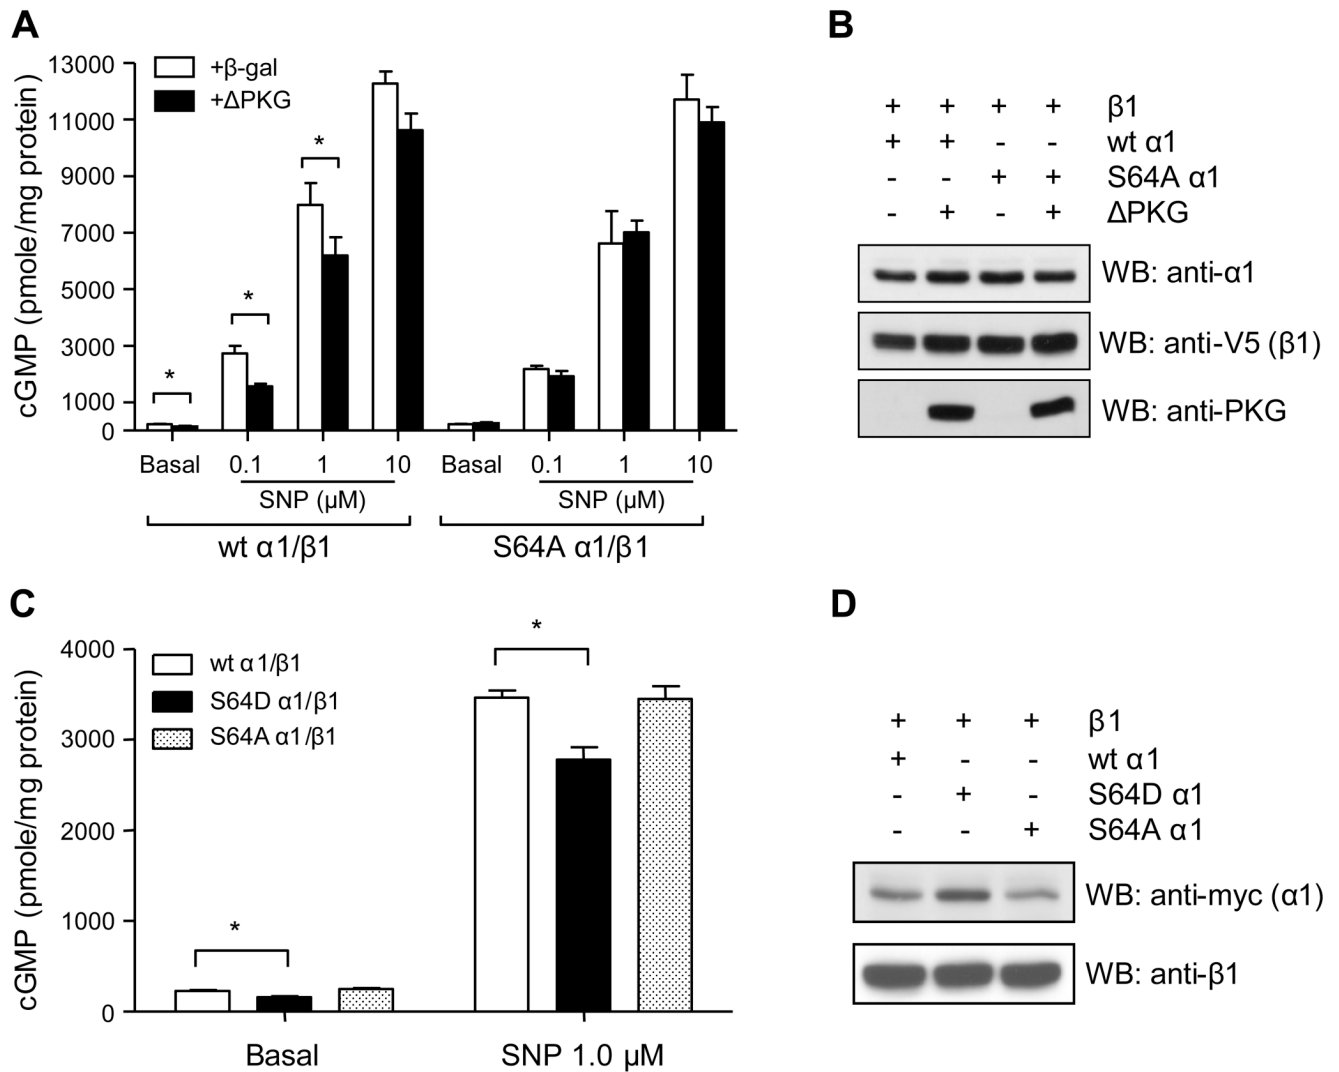 A
cGMP (pmole/mg protein)
13000
11000
9000
7000
5000
3000
1000
0
+β-gal
+ΔPKG
*
*
*
Basal 0.1 1 10 Basal 0.1 1 10
SNP (µM) SNP (µM)
wt α1/β1 S64A α1/β1
B
+ + + + β1
+ + - - wt α1
- - + + S64A α1
- + - + ΔPKG
WB: anti-α1
WB: anti-V5 (β1)
WB: anti-PKG
C
cGMP (pmole/mg protein)
4000
3000
2000
1000
0
wt α1/β1
S64D α1/β1
S64A α1/β1
*
*
Basal SNP 1.0 µM
D
+ + + β1
+ - - wt α1
- + - S64D α1
- - + S64A α1
WB: anti-myc (α1)
WB: anti-β1